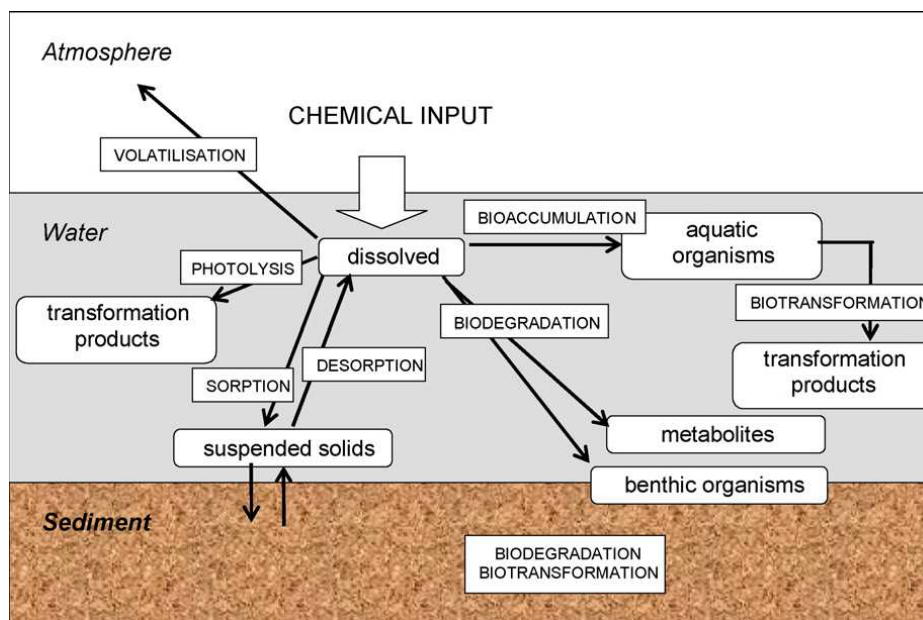 Atmosphere
CHEMICAL INPUT
VOLATILISATION
Water
BIOACCUMULATION
aquatic
organisms
dissolved
PHOTOLYSIS
transformation
products
BIODEGRADATION
BIOTRANSFORMATION
SORPTION
DESORPTION
transformation
products
suspended solids
metabolites
benthic organisms
Sediment
BIODEGRADATION
BIOTRANSFORMATION